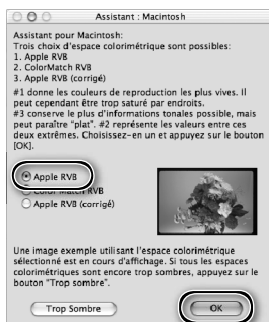 Assistant : Macintosh
Assistant pour Macintosh:
Trois choix d'espace colorimétrique sont possibles:
1. Apple RVB
2. ColorMatch RVB
3. Apple RVB (corrigé)
#1 donne les couleurs de reproduction les plus vives. Il
peut cependant être trop saturé par endroits.
#3 conserve le plus d'informations tonales possible, mais
peut paraître "plat". #2 représente les valeurs entre ces
deux extrêmes. Choisissez-en un et appuyez sur le bouton
[OK].
Apple RVB
Color Match RVB
Apple RVB (corrigé)
Une image exemple utilisant l'espace colorimétrique
sélectionné est en cours d'affichage. Si tous les espaces
colorimétriques sont encore trop sombres, appuyez sur le
bouton "Trop sombre".
Trop Sombre
OK